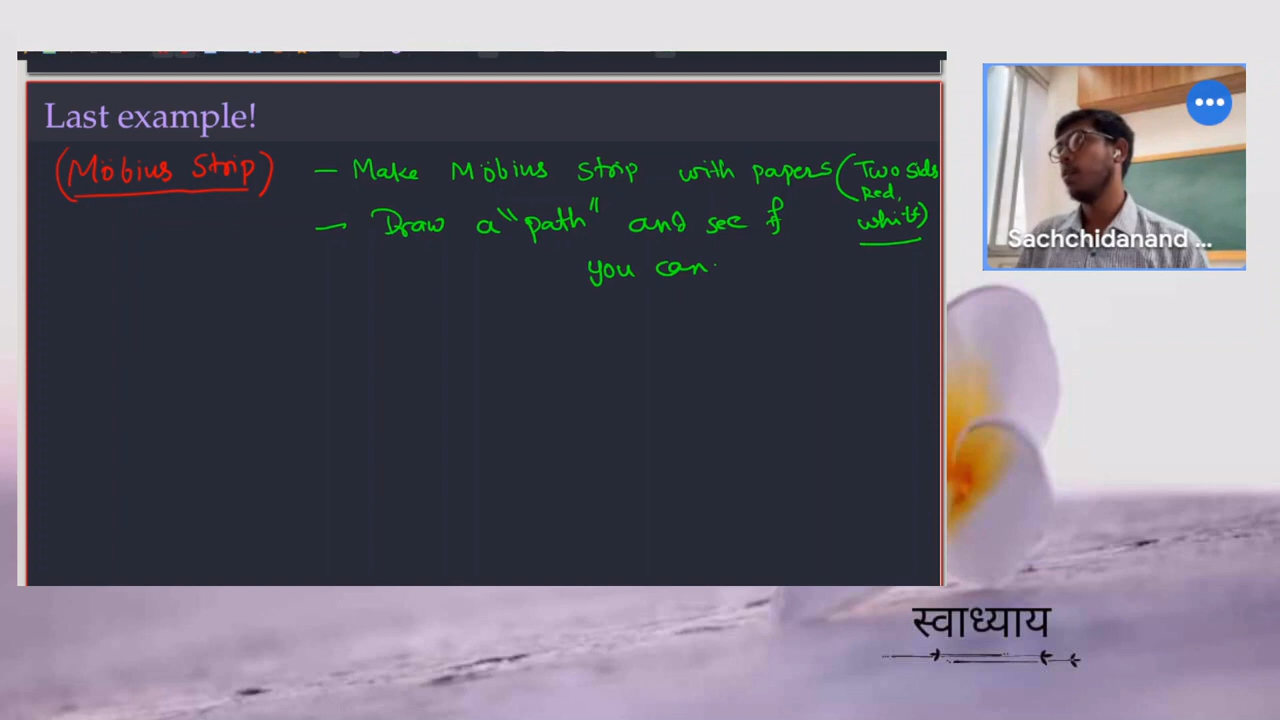 Last example!
(Möbius Strip)
— Make Möbius Strip with papers (Two sides
Red,
— Draw a "path" and see if white)
you can.
Sachchidanand ...
स्वाध्याय